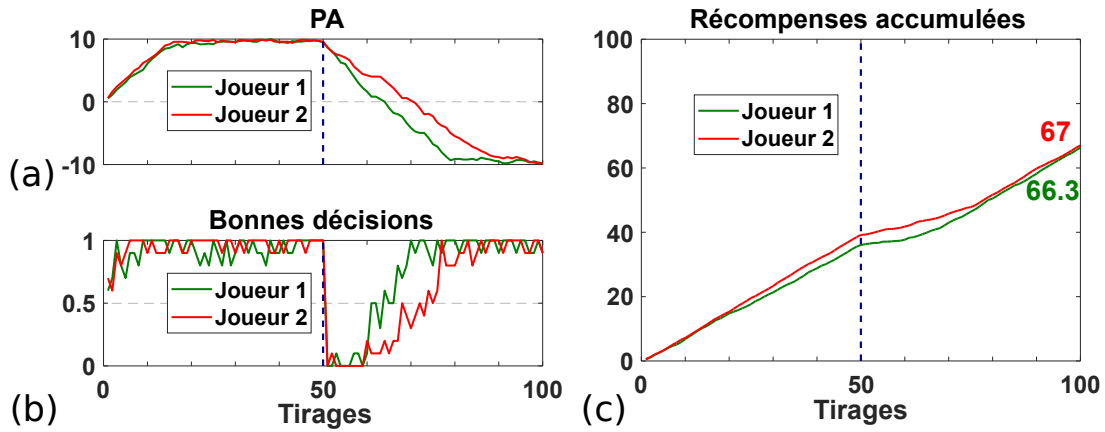 PA
10
0
-10
Joueur 1
Joueur 2
(a)
Bonnes décisions
1
0.5
0
Joueur 1
Joueur 2
0
50
100
Tirages
(b)
Récompenses accumulées
100
80
60
40
20
0
Joueur 1
Joueur 2
67
66.3
0
50
100
Tirages
(c)